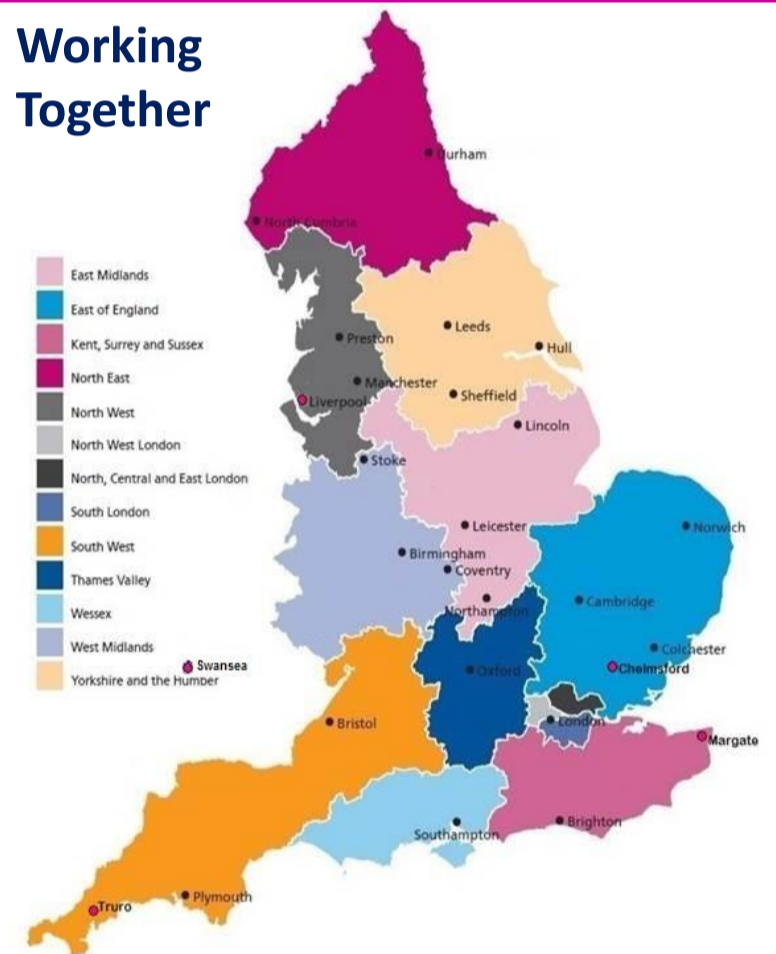 Working
Together
Durham
North Cumbria
East Midlands
East of England
Kent, Surrey and Sussex
North East
North West
North West London
North, Central and East London
South London
South West
Thames Valley
Wessex
West Midlands
Yorkshire and the Humber
Leeds
Preston
Hull
Manchester
Sheffield
Liverpool
Lincoln
Stoke
Leicester
Norwich
Birmingham
Coventry
Cambridge
Northampton
Colchester
Swansea
Oxford
Chelmsford
London
Bristol
Margate
Brighton
Southampton
Plymouth
Truro